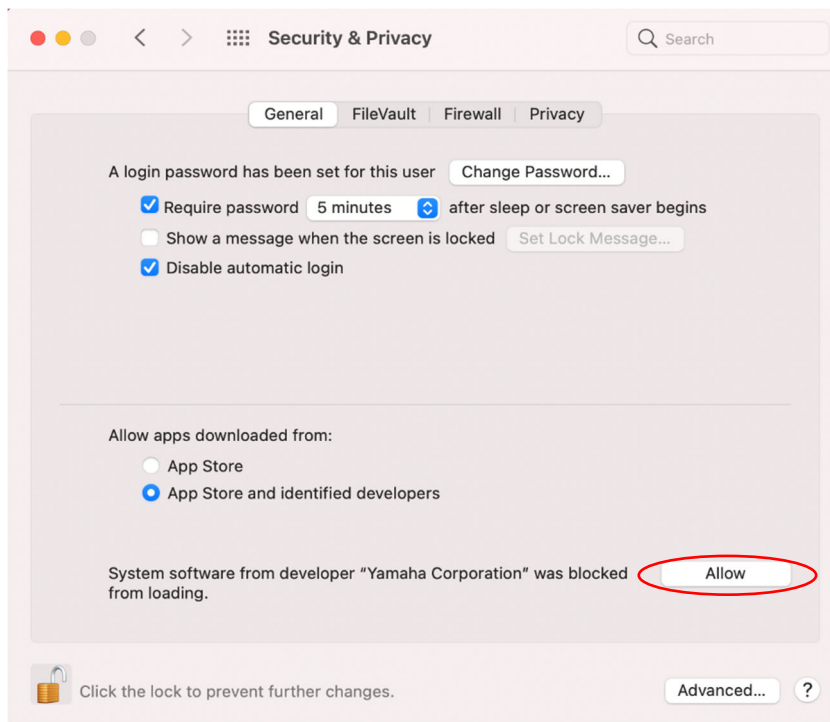 Security & Privacy
Search
General
FileVault
Firewall
Privacy
A login password has been set for this user
Change Password...
Require password
5 minutes
after sleep or screen saver begins
Show a message when the screen is locked
Set Lock Message...
Disable automatic login
Allow apps downloaded from:
App Store
App Store and identified developers
System software from developer “Yamaha Corporation” was blocked
from loading.
Allow
Click the lock to prevent further changes.
Advanced...
?